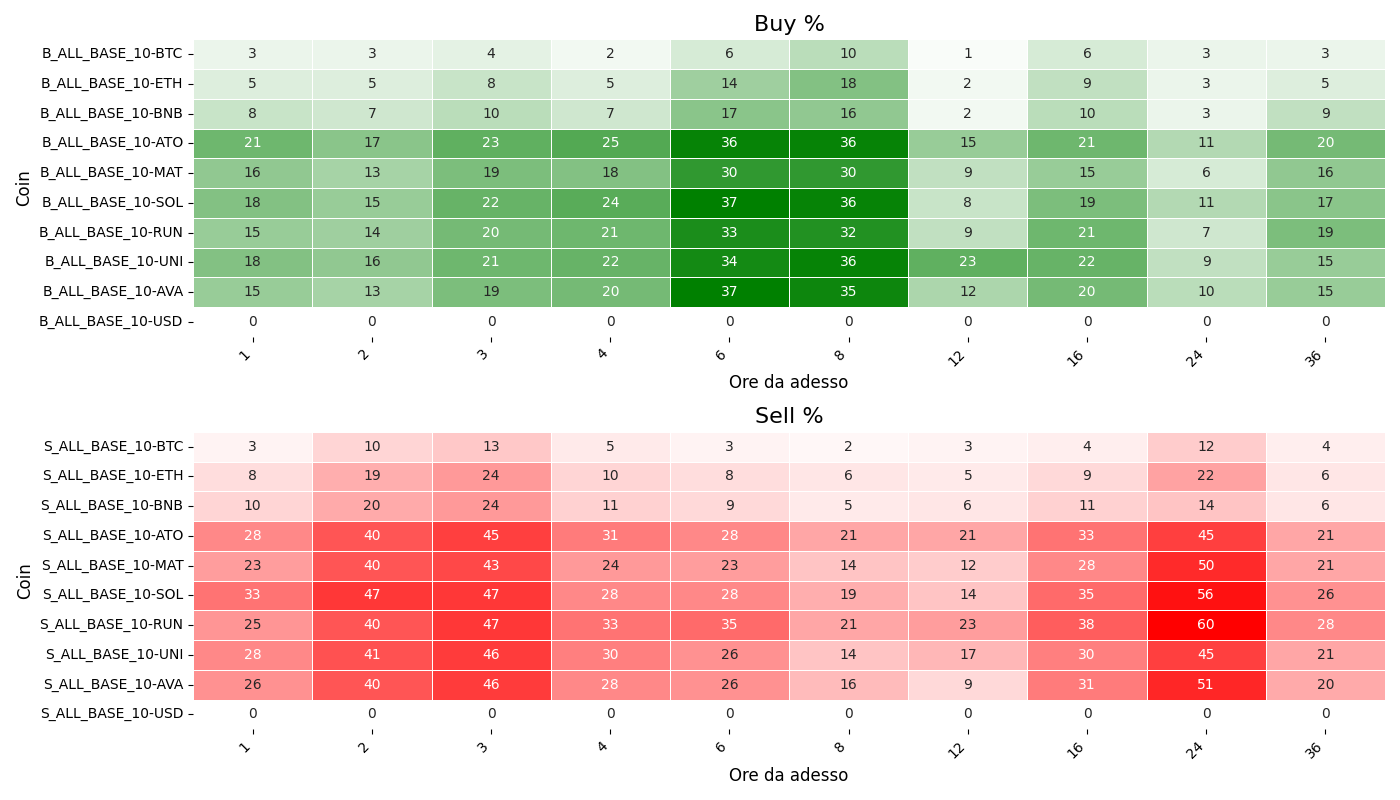 Buy %
Coin
B_ALL_BASE_10-BTC 3 3 4 2 6 10 1 6 3 3
B_ALL_BASE_10-ETH 5 5 8 5 14 18 2 9 3 5
B_ALL_BASE_10-BNB 8 7 10 7 17 16 2 10 3 9
B_ALL_BASE_10-ATO 21 17 23 25 36 36 15 21 11 20
B_ALL_BASE_10-MAT 16 13 19 18 30 30 9 15 6 16
B_ALL_BASE_10-SOL 18 15 22 24 37 36 8 19 11 17
B_ALL_BASE_10-RUN 15 14 20 21 33 32 9 21 7 19
B_ALL_BASE_10-UNI 18 16 21 22 34 36 23 22 9 15
B_ALL_BASE_10-AVA 15 13 19 20 37 35 12 20 10 15
B_ALL_BASE_10-USD 0 0 0 0 0 0 0 0 0 0
1 2 3 4 6 8 12 16 24 36
Ore da adesso
Sell %
Coin
S_ALL_BASE_10-BTC 3 10 13 5 3 2 3 4 12 4
S_ALL_BASE_10-ETH 8 19 24 10 8 6 5 9 22 6
S_ALL_BASE_10-BNB 10 20 24 11 9 5 6 11 14 6
S_ALL_BASE_10-ATO 28 40 45 31 28 21 21 33 45 21
S_ALL_BASE_10-MAT 23 40 43 24 23 14 12 28 50 21
S_ALL_BASE_10-SOL 33 47 47 28 28 19 14 35 56 26
S_ALL_BASE_10-RUN 25 40 47 33 35 21 23 38 60 28
S_ALL_BASE_10-UNI 28 41 46 30 26 14 17 30 45 21
S_ALL_BASE_10-AVA 26 40 46 28 26 16 9 31 51 20
S_ALL_BASE_10-USD 0 0 0 0 0 0 0 0 0 0
1 2 3 4 6 8 12 16 24 36
Ore da adesso